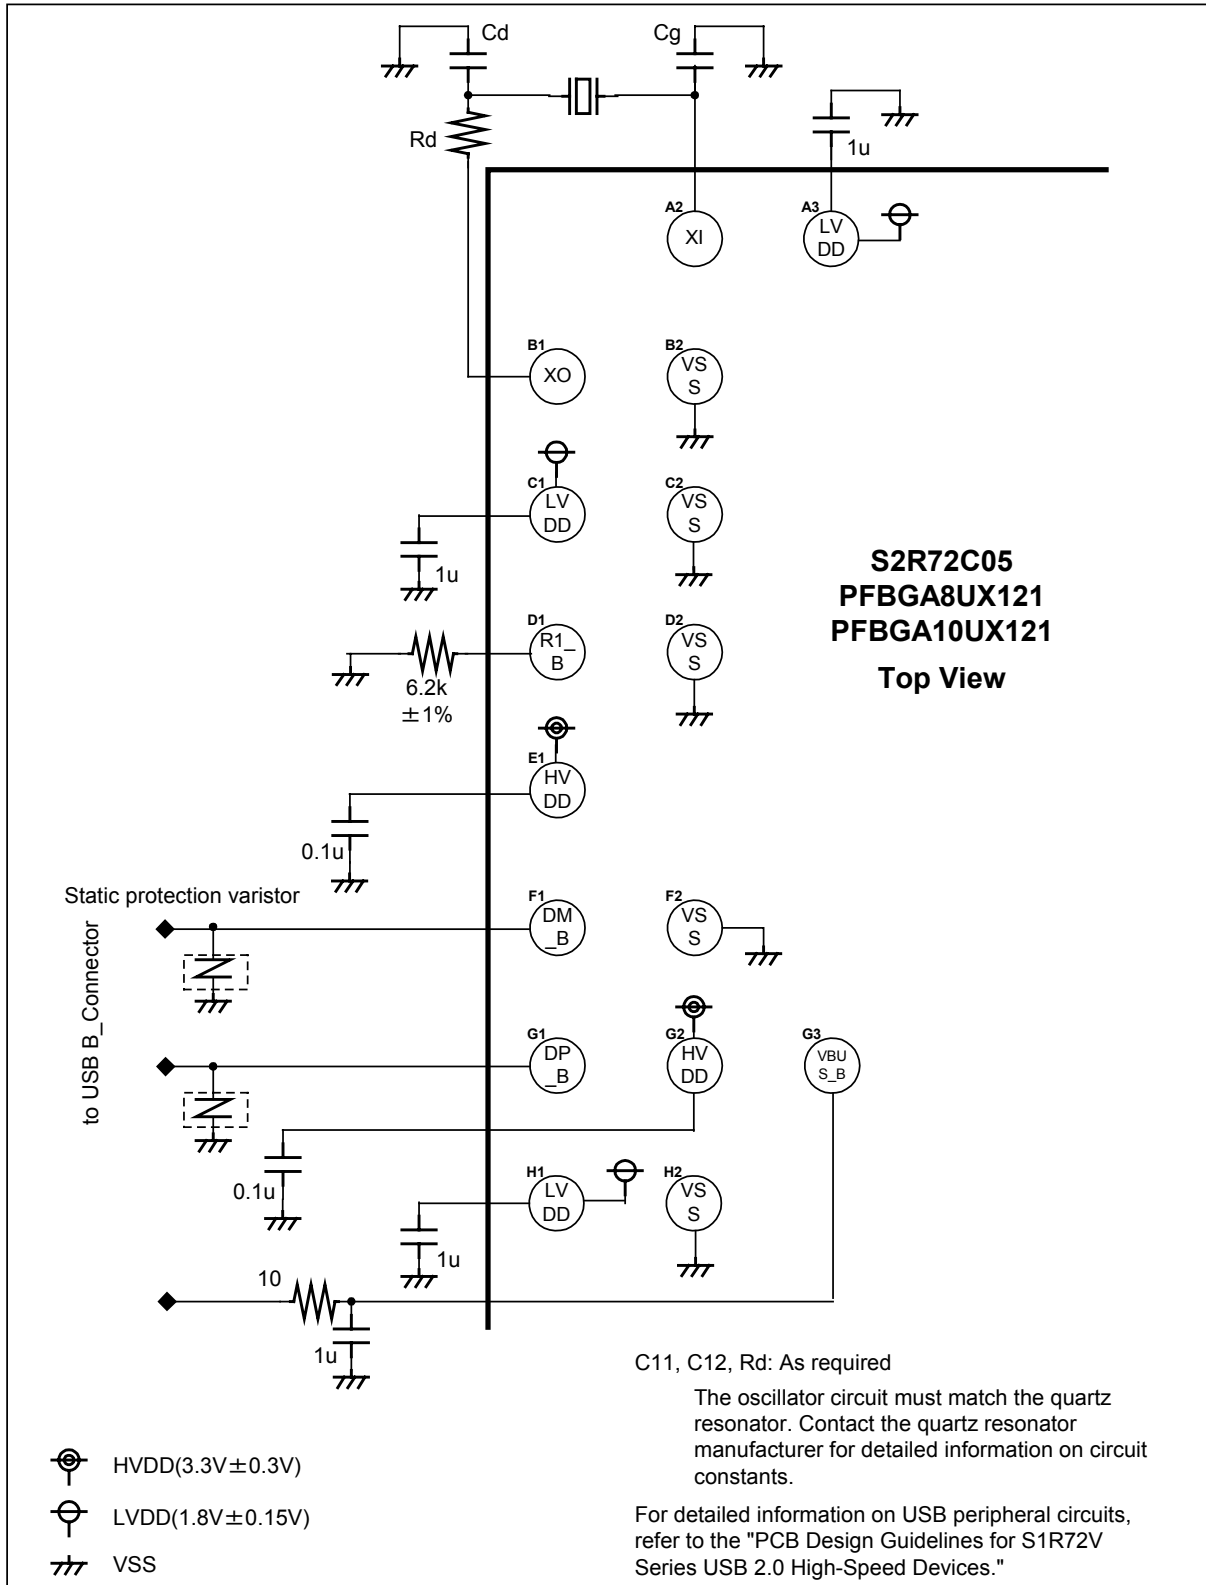 Cd
Cg
Rd
1u
A2
XI
A3
LV
DD
B1
XO
B2
VS
S
C1
LV
DD
1u
C2
VS
S
S2R72C05
PFBGA8UX121
PFBGA10UX121
Top View
D1
R1_
B
6.2k
±1%
D2
VS
S
E1
HV
DD
0.1u
Static protection varistor
to USB B_Connector
F1
DM
_B
F2
VS
S
G1
DP
_B
G2
HV
DD
G3
VBU
S_B
0.1u
H1
LV
DD
1u
H2
VS
S
10
1u
C11, C12, Rd: As required
The oscillator circuit must match the quartz
resonator. Contact the quartz resonator
manufacturer for detailed information on circuit
constants.
For detailed information on USB peripheral circuits,
refer to the "PCB Design Guidelines for S1R72V
Series USB 2.0 High-Speed Devices."
HVDD(3.3V±0.3V)
LVDD(1.8V±0.15V)
VSS